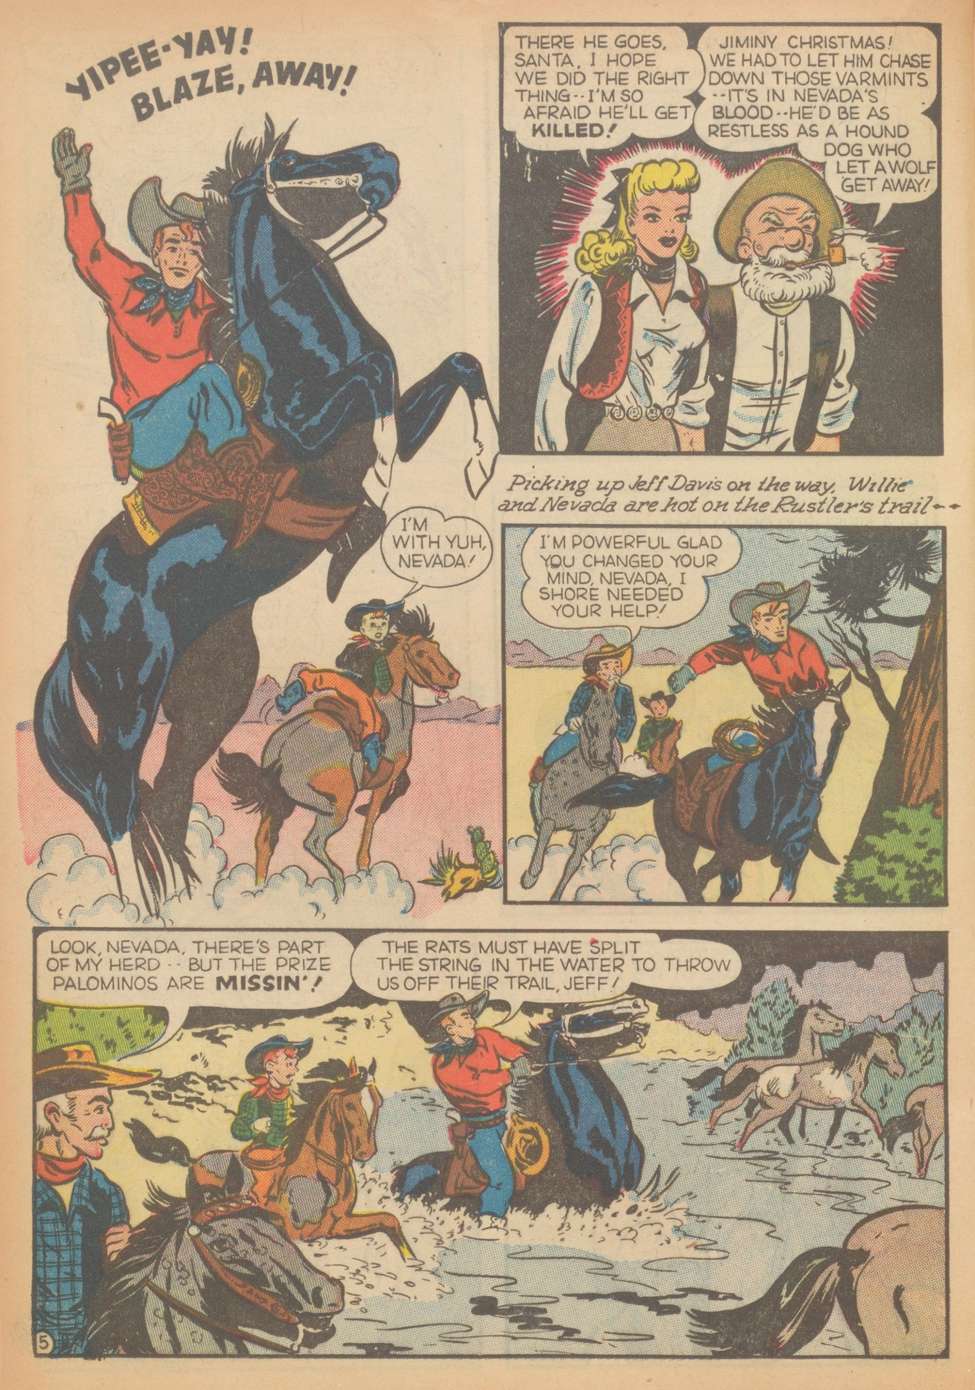 YIPEE-YAY!
BLAZE, AWAY!
I'M
WITH YUH,
NEVADA!
THERE HE GOES,
SANTA, I HOPE
WE DID THE RIGHT
THING--I'M SO
AFRAID HE'LL GET
KILLED!
JIMINY CHRISTMAS!
WE HAD TO LET HIM CHASE
DOWN THOSE VARMINTS
--IT'S IN NEVADA'S
BLOOD--HE'D BE AS
RESTLESS AS A HOUND
DOG WHO
LET A WOLF
GET AWAY!
Picking up Jeff Davis on the way, Willie
and Nevada are hot on the Rustler's trail--
I'M POWERFUL GLAD
YOU CHANGED YOUR
MIND, NEVADA, I
SHORE NEEDED
YOUR HELP!
LOOK, NEVADA, THERE'S PART
OF MY HERD -- BUT THE PRIZE
PALOMINOS ARE MISSIN'!
THE RATS MUST HAVE SPLIT
THE STRING IN THE WATER TO THROW
US OFF THEIR TRAIL, JEFF!
5